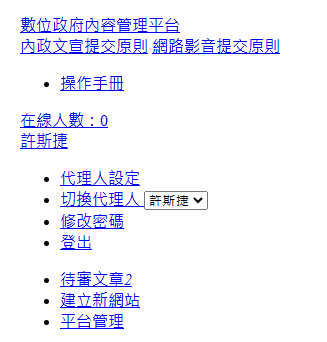 數位政府內容管理平台
內政文宣提交原則 網路影音提交原則
操作手冊
在線人數：0
許斯捷
代理人設定
切換代理人 許斯捷
修改密碼
登出
待審文章2
建立新網站
平台管理